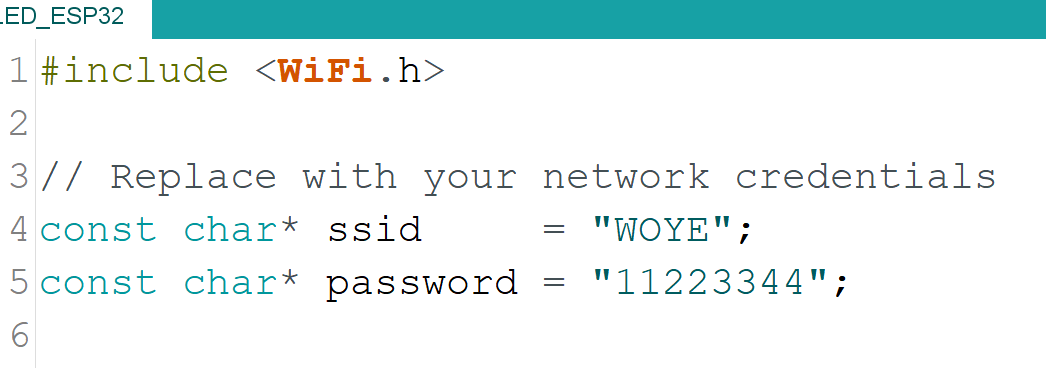 LED_ESP32
1 #include <WiFi.h>
2
3 // Replace with your network credentials
4 const char* ssid     = "WOYE";
5 const char* password = "11223344";
6